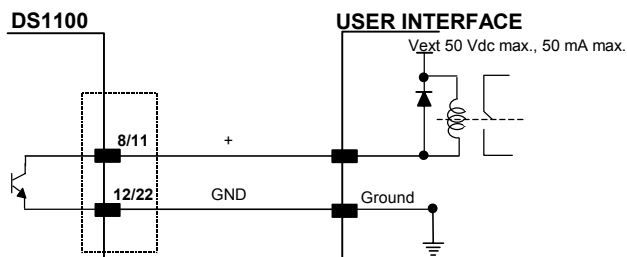 DS1100
USER INTERFACE
Vext 50 Vdc max., 50 mA max.
8/11
+
12/22
GND
Ground